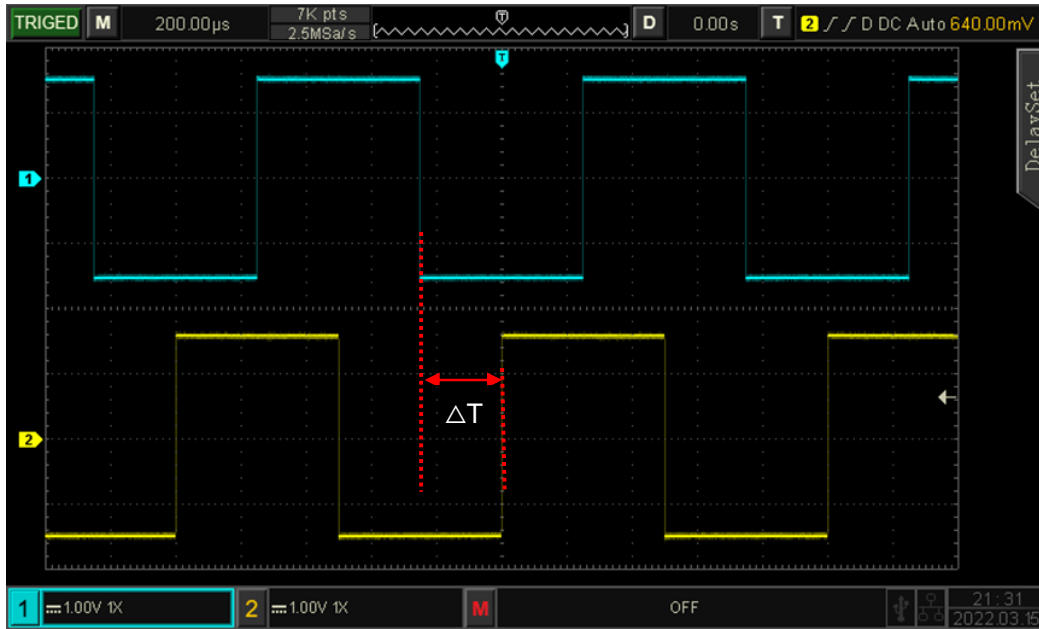 TRIGED M 200.00µs 7K pts D 0.00s T 2 D DC Auto 640.00mV
2.5MSa/s
T
T
DelaySet
1
△T
2
1 1.00V 1X 2 1.00V 1X M OFF 21:31
2022.03.15